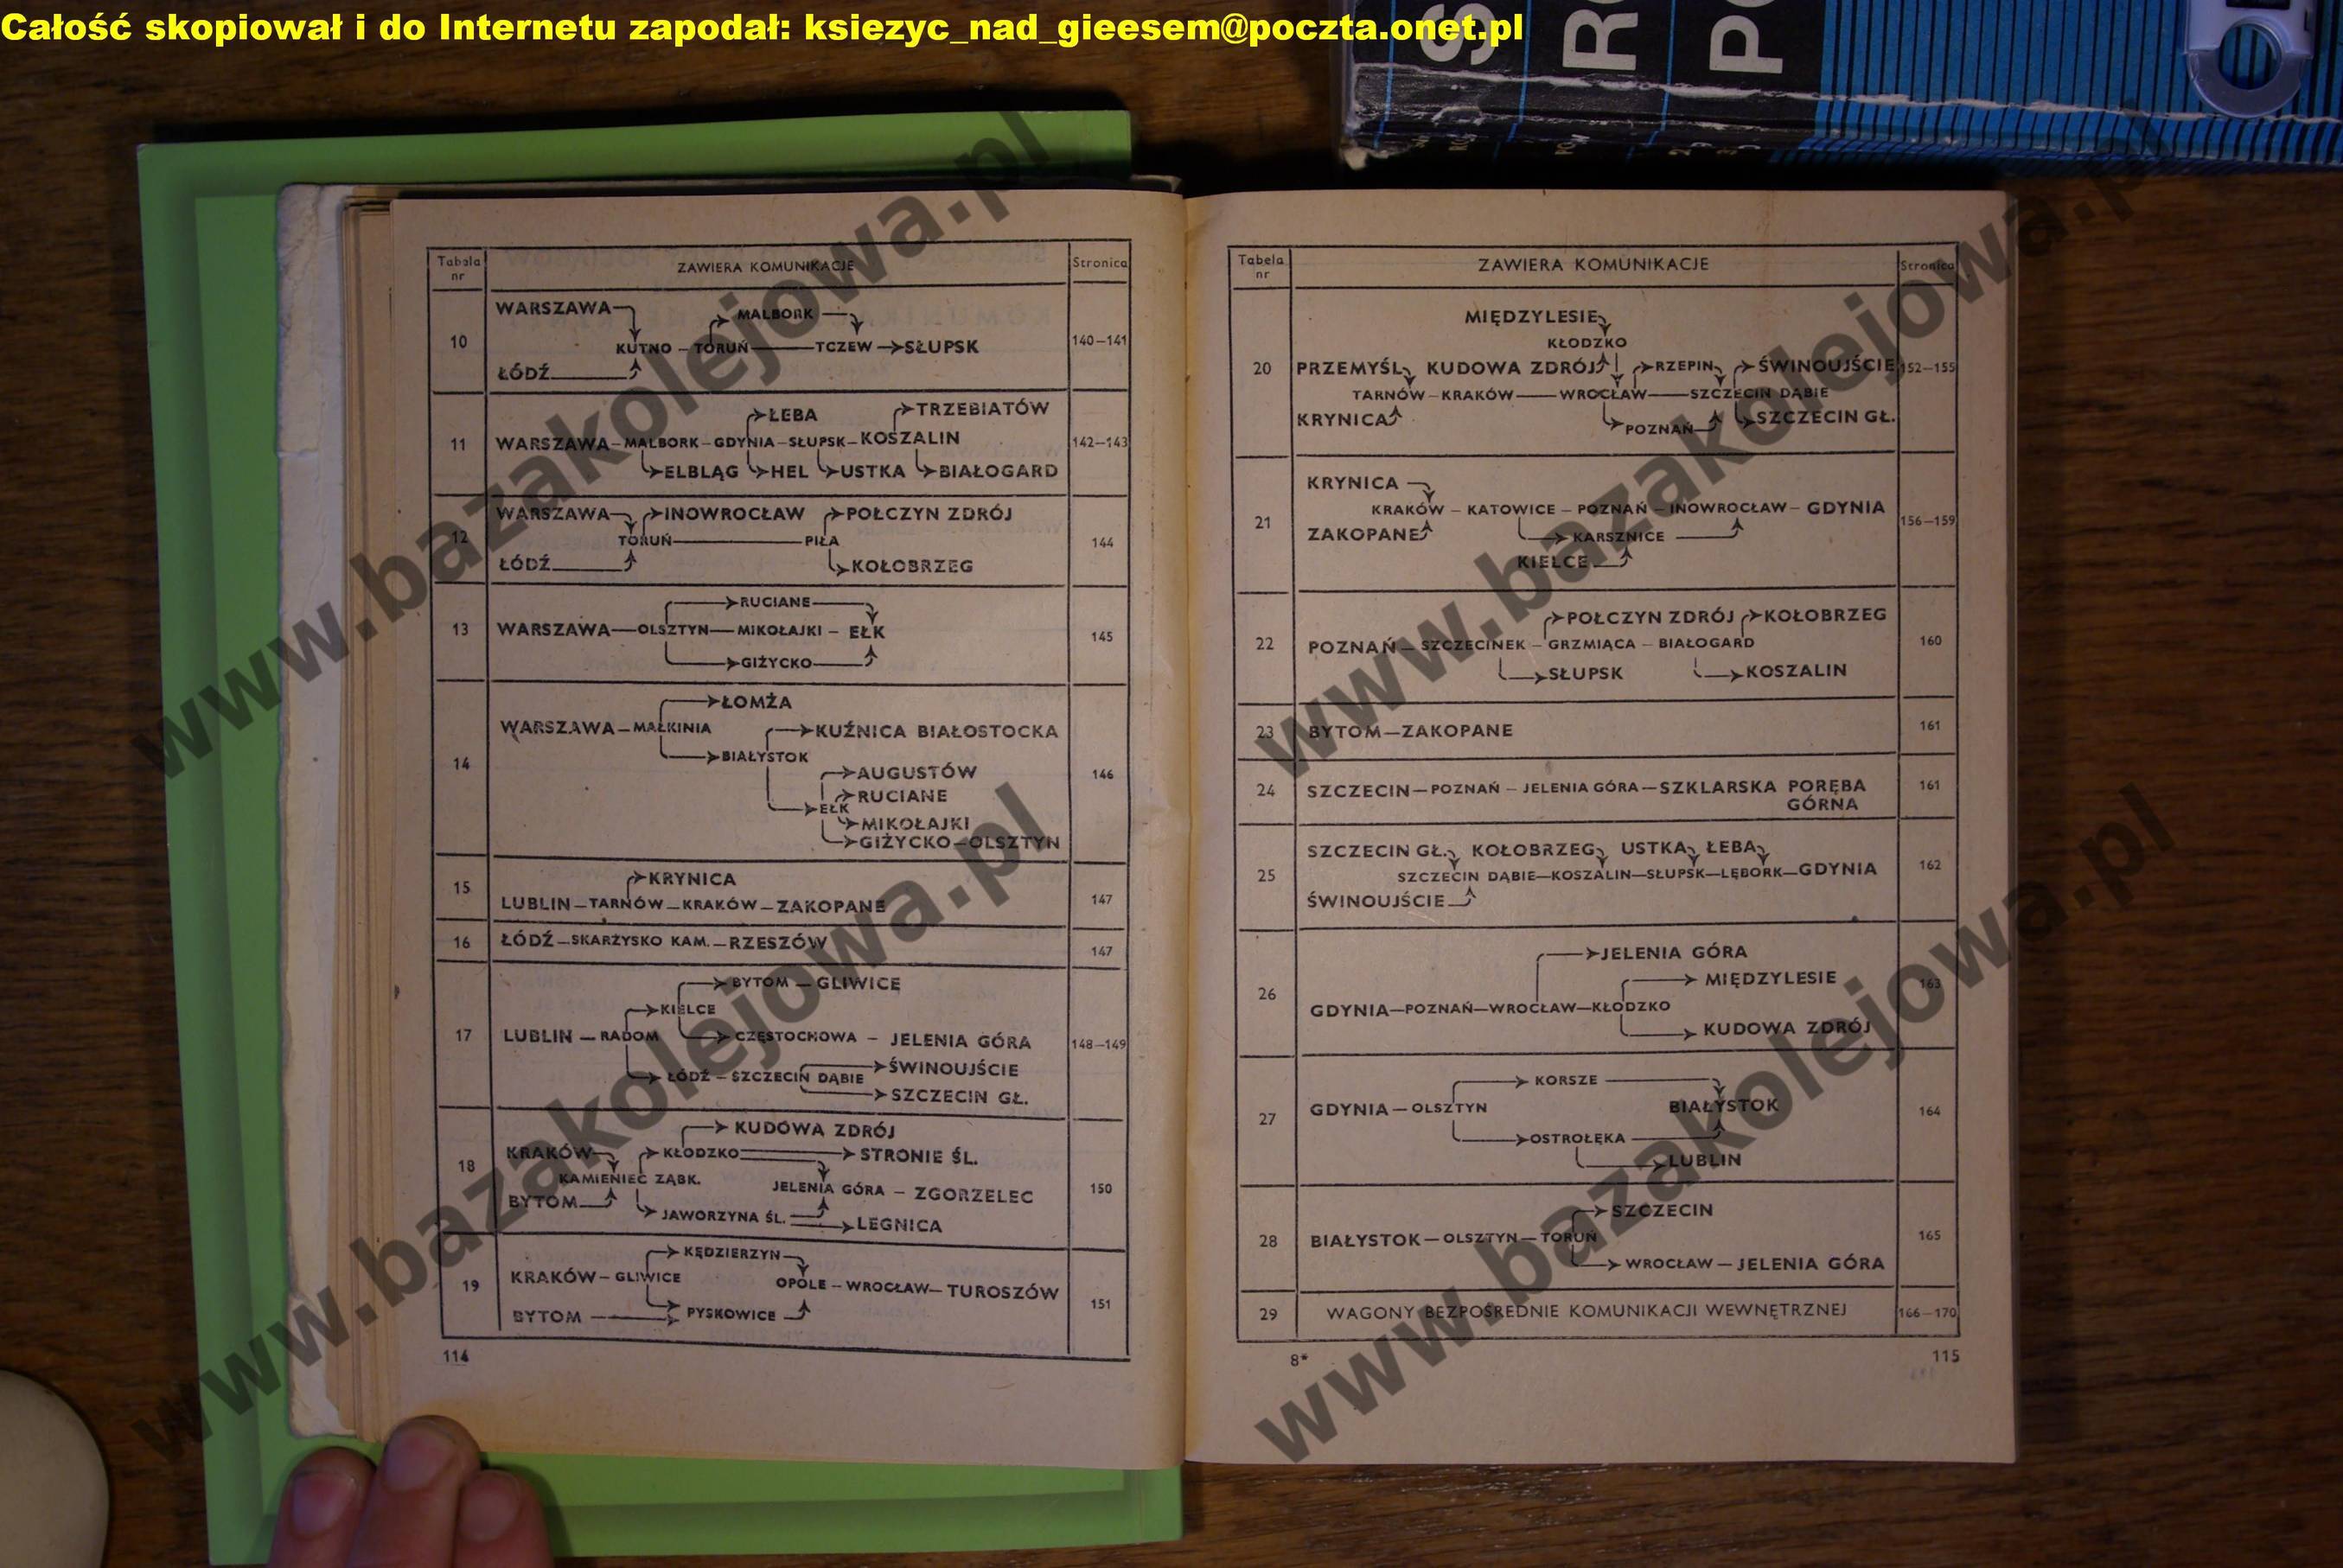 Całość skopiował i do Internetu zapodał: ksiezyc_nad_gieesem@poczta.onet.pl
S
RO
PO
www.bazakolejowa.pl
www.bazakolejowa.pl
www.bazakolejowa.pl
www.bazakolejowa.pl
Tabela nr ZAWIERA KOMUNIKACJE Stronica
WARSZAWA
MALBORK
10 KUTNO – TORUŃ — TCZEW SŁUPSK 140–141
ŁÓDŹ
ŁEBA TRZEBIATÓW
11 WARSZAWA – MALBORK – GDYNIA – SŁUPSK – KOSZALIN 142–143
ELBLĄG HEL USTKA BIAŁOGARD
WARSZAWA INOWROCŁAW POŁCZYN ZDRÓJ
12 TORUŃ — PIŁA 144
ŁÓDŹ KOŁOBRZEG
RUCIANE
13 WARSZAWA — OLSZTYN — MIKOŁAJKI – EŁK 145
GIŻYCKO
ŁOMŻA
WARSZAWA – MAŁKINIA KUŹNICA BIAŁOSTOCKA
BIAŁYSTOK
14 AUGUSTÓW 146
RUCIANE
EŁK
MIKOŁAJKI
GIŻYCKO – OLSZTYN
KRYNICA
15 LUBLIN – TARNÓW – KRAKÓW – ZAKOPANE 147
16 ŁÓDŹ – SKARŻYSKO KAM. – RZESZÓW 147
BYTOM – GLIWICE
KIELCE
17 LUBLIN – RADOM CZĘSTOCHOWA – JELENIA GÓRA 148–149
ŁÓDŹ – SZCZECIN DĄBIE ŚWINOUJŚCIE
SZCZECIN GŁ.
KUDOWA ZDRÓJ
KRAKÓW KŁODZKO STRONIE ŚL.
18 KAMIENIEC ZĄBK. JELENIA GÓRA – ZGORZELEC 150
BYTOM JAWORZYNA ŚL. LEGNICA
KĘDZIERZYN
19 KRAKÓW – GLIWICE OPOLE – WROCŁAW – TUROSZÓW 151
BYTOM PYSKOWICE
114
Tabela nr ZAWIERA KOMUNIKACJE Stronica
MIĘDZYLESIE
KŁODZKO
20 PRZEMYŚL KUDOWA ZDRÓJ RZEPIN ŚWINOUJŚCIE 152–155
TARNÓW – KRAKÓW — WROCŁAW — SZCZECIN DĄBIE
KRYNICA POZNAŃ SZCZECIN GŁ.
KRYNICA
21 KRAKÓW – KATOWICE – POZNAŃ – INOWROCŁAW – GDYNIA 156–159
ZAKOPANE KARSZNICE
KIELCE
POŁCZYN ZDRÓJ KOŁOBRZEG
22 POZNAŃ – SZCZECINEK – GRZMIĄCA – BIAŁOGARD 160
SŁUPSK KOSZALIN
23 BYTOM – ZAKOPANE 161
24 SZCZECIN – POZNAŃ – JELENIA GÓRA – SZKLARSKA PORĘBA 161
GÓRNA
SZCZECIN GŁ. KOŁOBRZEG USTKA ŁEBA
25 SZCZECIN DĄBIE — KOSZALIN — SŁUPSK — LĘBORK — GDYNIA 162
ŚWINOUJŚCIE
JELENIA GÓRA
MIĘDZYLESIE
26 GDYNIA — POZNAŃ — WROCŁAW — KŁODZKO 163
KUDOWA ZDRÓJ
KORSZE
27 GDYNIA – OLSZTYN BIAŁYSTOK 164
OSTROŁĘKA
LUBLIN
SZCZECIN
28 BIAŁYSTOK – OLSZTYN – TORUŃ 165
WROCŁAW – JELENIA GÓRA
29 WAGONY BEZPOŚREDNIE KOMUNIKACJI WEWNĘTRZNEJ 166–170
8* 115